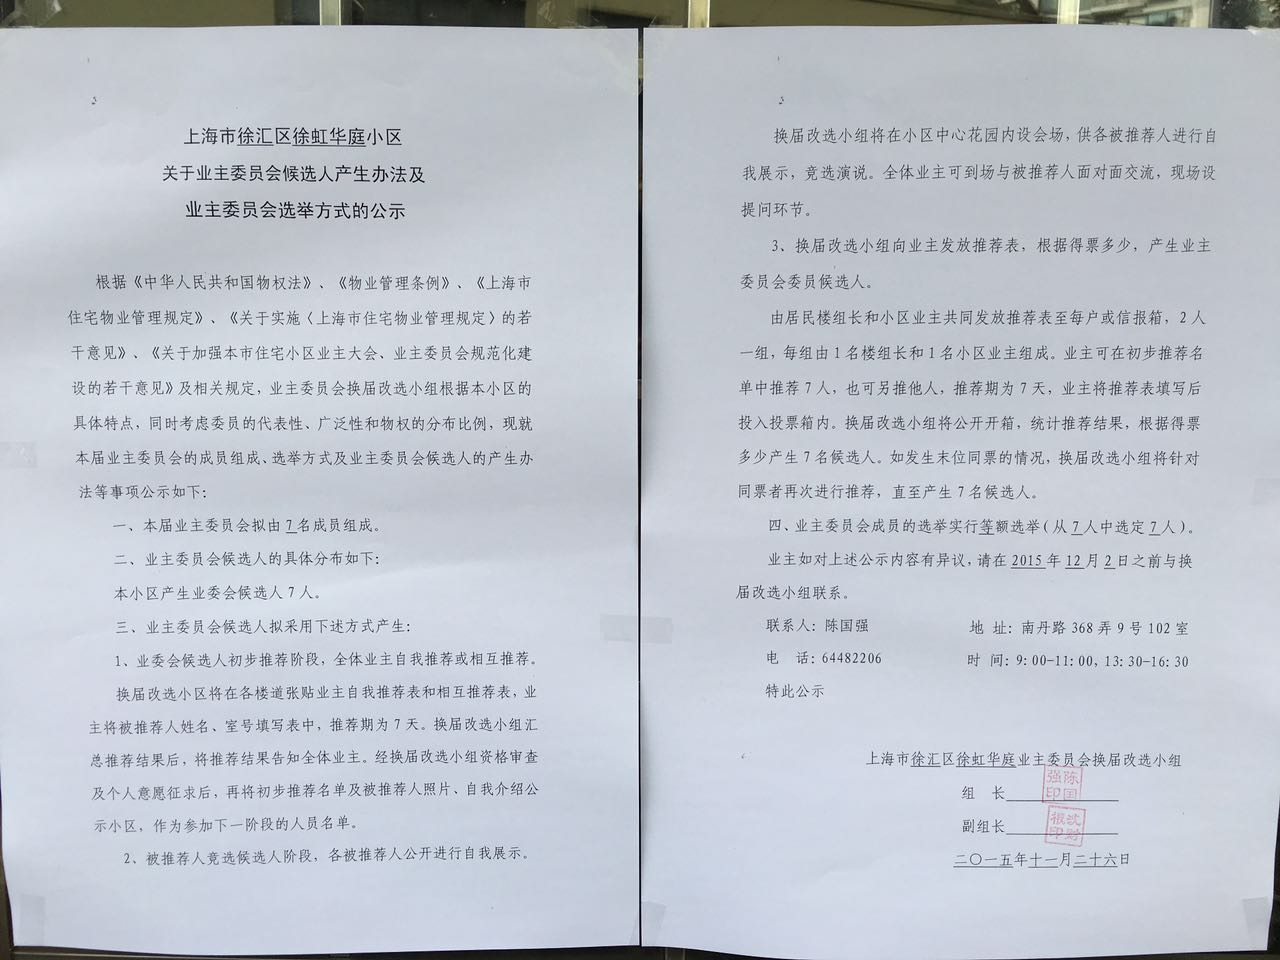 上海市徐汇区徐虹华庭小区
关于业主委员会候选人产生办法及
业主委员会选举方式的公示
根据《中华人民共和国物权法》、《物业管理条例》、《上海市
住宅物业管理规定》、《关于实施〈上海市住宅物业管理规定〉的若
干意见》、《关于加强本市住宅小区业主大会、业主委员会规范化建
设的若干意见》及相关规定，业主委员会换届改选小组根据本小区的
具体特点，同时考虑委员的代表性、广泛性和物权的分布比例，现就
本届业主委员会的成员组成、选举方式及业主委员会候选人的产生办
法等事项公示如下：
一、本届业主委员会拟由7名成员组成。
二、业主委员会候选人的具体分布如下：
本小区产生业委会候选人7人。
三、业主委员会候选人拟采用下述方式产生：
1、业委会候选人初步推荐阶段，全体业主自我推荐或相互推荐。
换届改选小区将在各楼道张贴业主自我推荐表和相互推荐表，业
主将被推荐人姓名、室号填写表中，推荐期为7天。换届改选小组汇
总推荐结果后，将推荐结果告知全体业主。经换届改选小组资格审查
及个人意愿征求后，再将初步推荐名单及被推荐人照片、自我介绍公
示小区，作为参加下一阶段的人员名单。
2、被推荐人竟选候选人阶段，各被推荐人公开进行自我展示。
换届改选小组将在小区中心花园内设会场，供各被推荐人进行自
我展示，竞选演说。全体业主可到场与被推荐人面对面交流，现场设
提问环节。
3、换届改选小组向业主发放推荐表，根据得票多少，产生业主
委员会委员候选人。
由居民楼组长和小区业主共同发放推荐表至每户或信报箱，2人
一组，每组由1名楼组长和1名小区业主组成。业主可在初步推荐名
单中推荐7人，也可另推他人，推荐期为7天，业主将推荐表填写后
投入投票箱内。换届改选小组将公开开箱，统计推荐结果，根据得票
多少产生7名候选人。如发生末位同票的情况，换届改选小组将针对
同票者再次进行推荐，直至产生7名候选人。
四、业主委员会成员的选举实行等额选举（从7人中选定7人）。
业主如对上述公示内容有异议，请在2015年12月2日之前与换
届改选小组联系。
联系人：陈国强 地 址：南丹路368弄9号102室
电 话：64482206 时 间：9:00-11:00，13:30-16:30
特此公示
上海市徐汇区徐虹华庭业主委员会换届改选小组
组 长 陈国强印
副组长 沈财根印
二〇一五年十一月二十六日